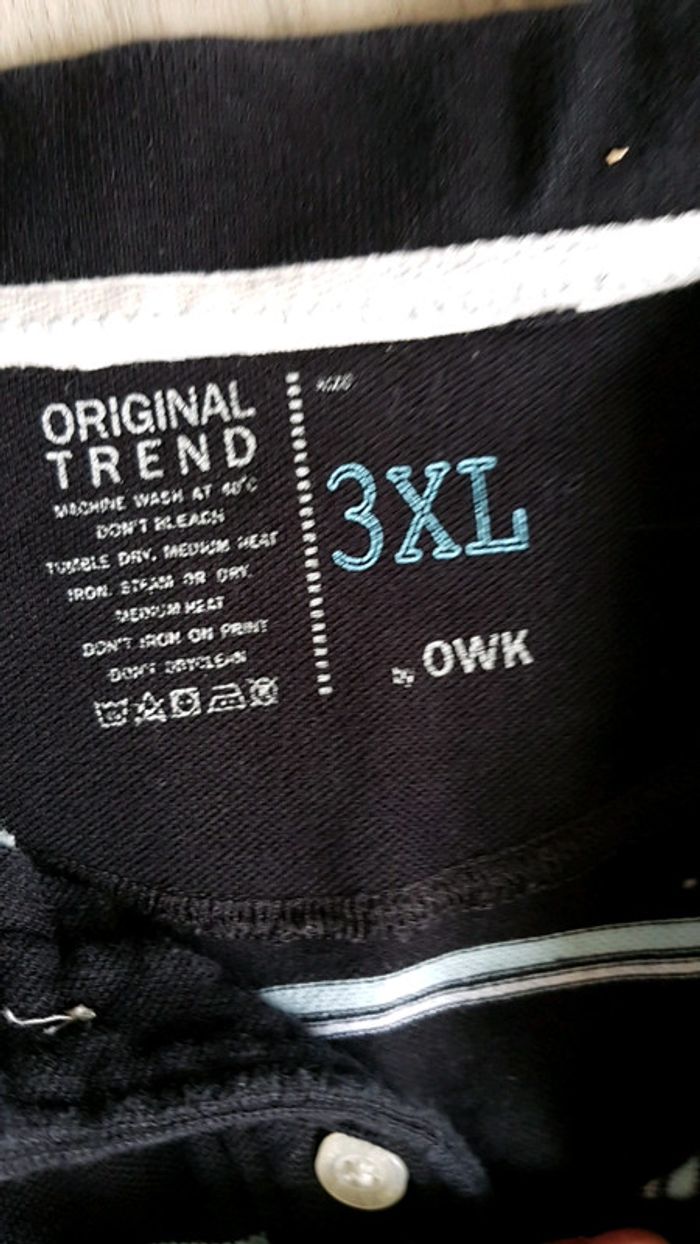 ORIGINAL
TREND
MACHINE WASH AT 40°C
DON'T BLEACH
TUMBLE DRY, MEDIUM HEAT
IRON, STEAM OR DRY,
MEDIUM HEAT
DON'T IRON ON PRINT
DON'T DRYCLEAN
SIZE
3XL
by OWK